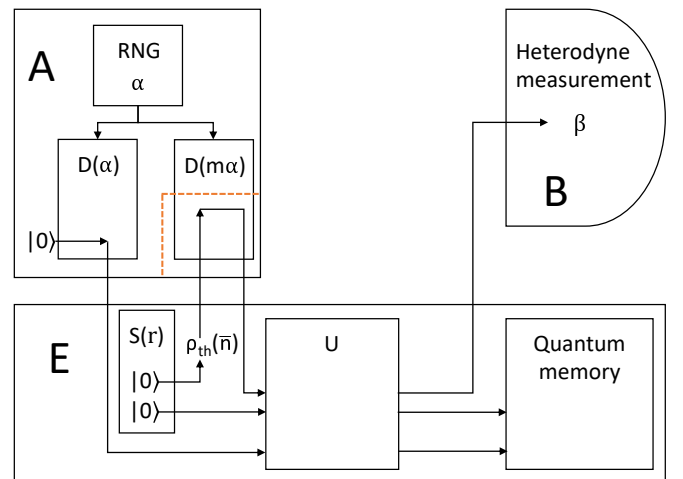 A
RNG
α
D(α)
D(mα)
|0⟩
Heterodyne
measurement
β
B
E
S(r)
|0⟩
|0⟩
ρth(n̅)
U
Quantum
memory